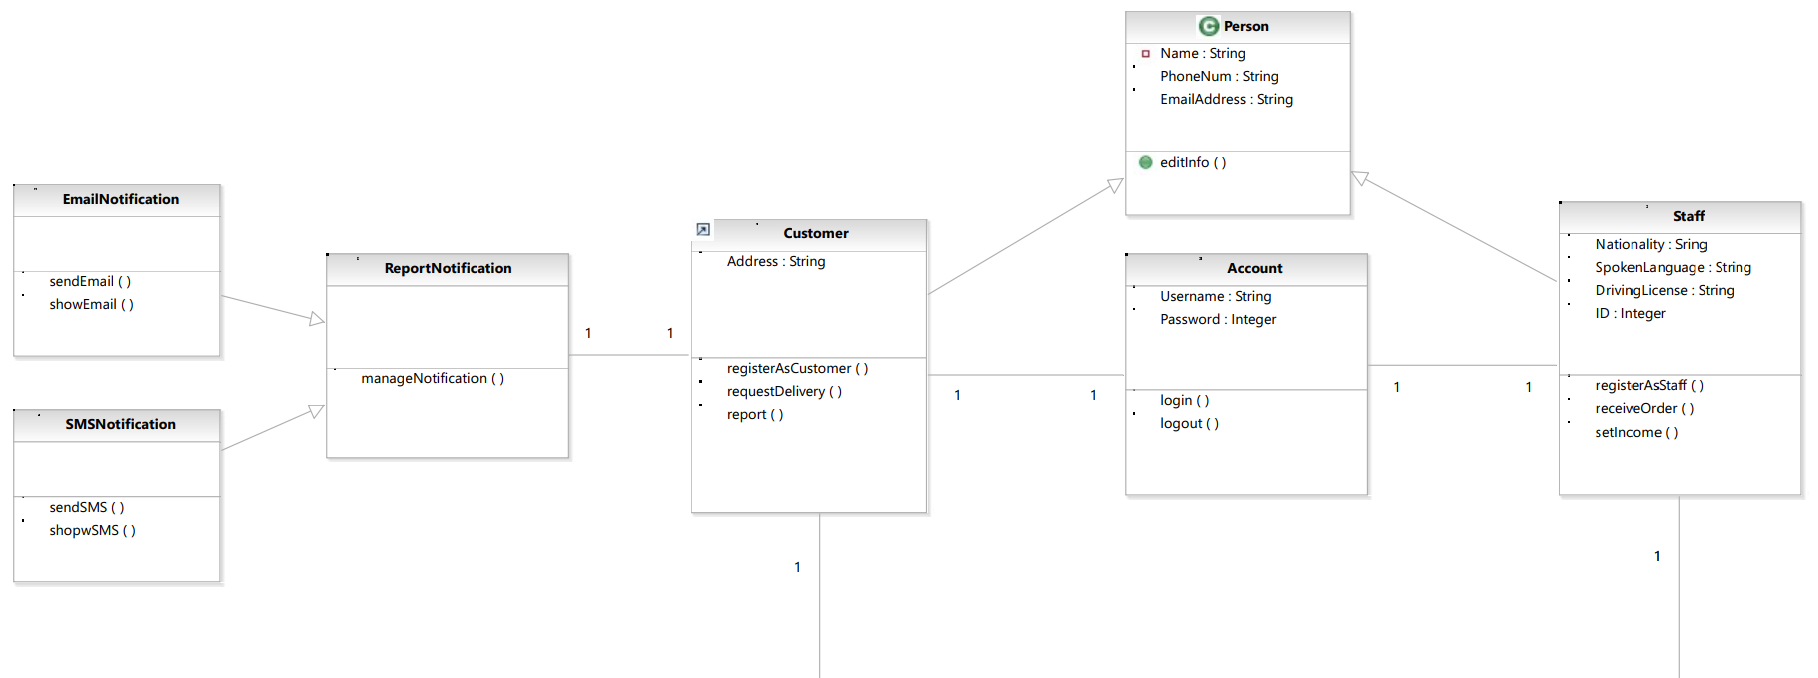 Person
Name : String
PhoneNum : String
EmailAddress : String
editInfo ( )
EmailNotification
sendEmail ( )
showEmail ( )
ReportNotification
manageNotification ( )
SMSNotification
sendSMS ( )
shopwSMS ( )
1
1
Customer
Address : String
registerAsCustomer ( )
requestDelivery ( )
report ( )
1
1
1
Account
Username : String
Password : Integer
login ( )
logout ( )
1
1
Staff
Nationality : Sring
SpokenLanguage : String
DrivingLicense : String
ID : Integer
registerAsStaff ( )
receiveOrder ( )
setIncome ( )
1